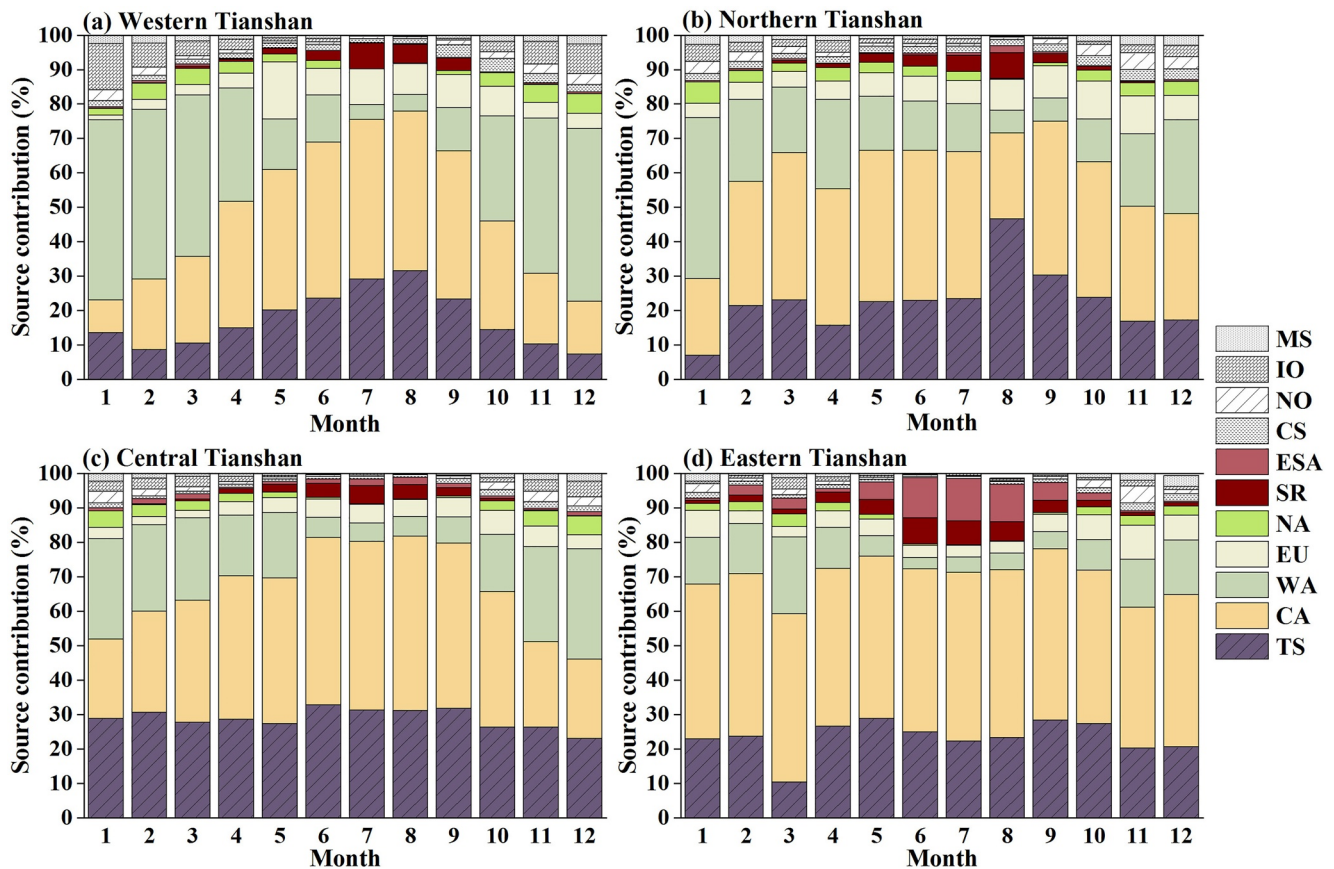 (a) Western Tianshan
Source contribution (%)
100
90
80
70
60
50
40
30
20
10
0
1 2 3 4 5 6 7 8 9 10 11 12
Month
(b) Northern Tianshan
Source contribution (%)
100
90
80
70
60
50
40
30
20
10
0
1 2 3 4 5 6 7 8 9 10 11 12
Month
(c) Central Tianshan
Source contribution (%)
100
90
80
70
60
50
40
30
20
10
0
1 2 3 4 5 6 7 8 9 10 11 12
Month
(d) Eastern Tianshan
Source contribution (%)
100
90
80
70
60
50
40
30
20
10
0
1 2 3 4 5 6 7 8 9 10 11 12
Month
MS
IO
NO
CS
ESA
SR
NA
EU
WA
CA
TS